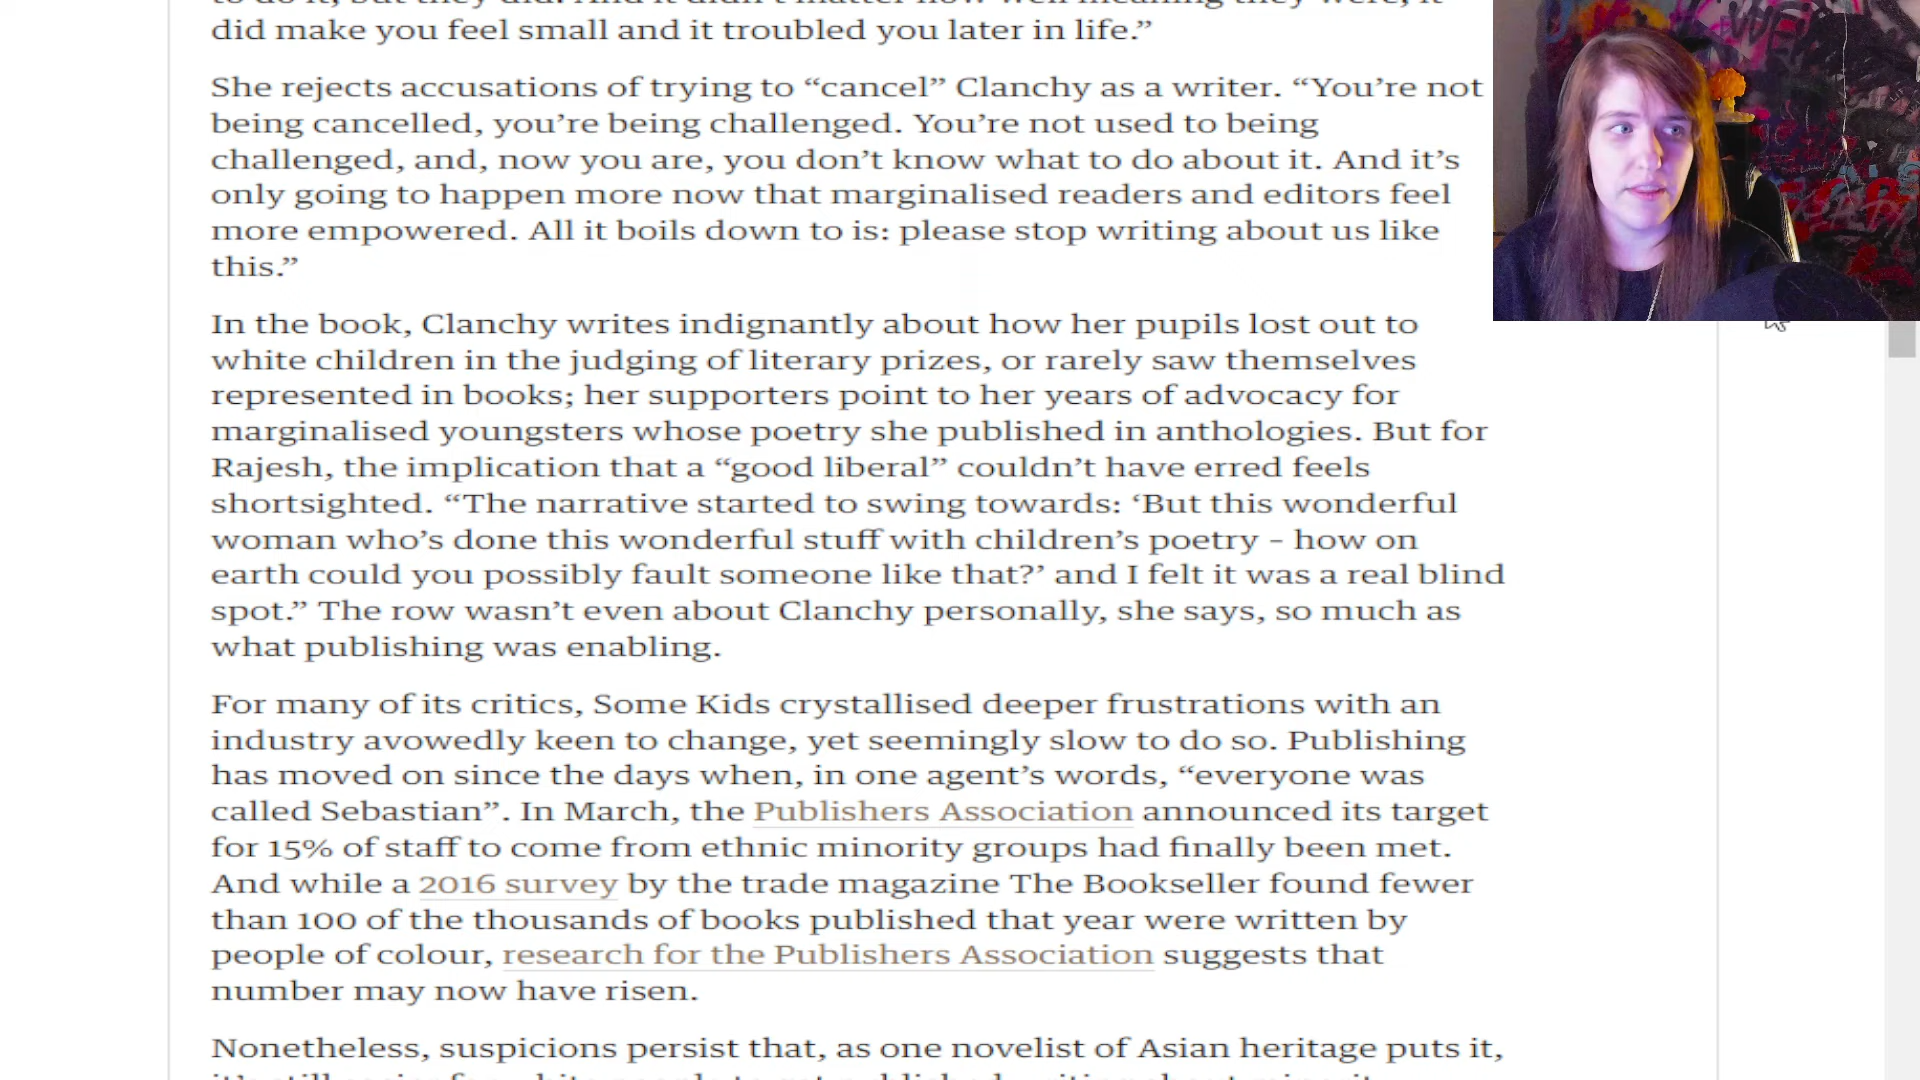 did make you feel small and it troubled you later in life.”
She rejects accusations of trying to “cancel” Clanchy as a writer. “You’re not
being cancelled, you’re being challenged. You’re not used to being
challenged, and, now you are, you don’t know what to do about it. And it’s
only going to happen more now that marginalised readers and editors feel
more empowered. All it boils down to is: please stop writing about us like
this.”
In the book, Clanchy writes indignantly about how her pupils lost out to
white children in the judging of literary prizes, or rarely saw themselves
represented in books; her supporters point to her years of advocacy for
marginalised youngsters whose poetry she published in anthologies. But for
Rajesh, the implication that a “good liberal” couldn’t have erred feels
shortsighted. “The narrative started to swing towards: ‘But this wonderful
woman who’s done this wonderful stuff with children’s poetry – how on
earth could you possibly fault someone like that?’ and I felt it was a real blind
spot.” The row wasn’t even about Clanchy personally, she says, so much as
what publishing was enabling.
For many of its critics, Some Kids crystallised deeper frustrations with an
industry avowedly keen to change, yet seemingly slow to do so. Publishing
has moved on since the days when, in one agent’s words, “everyone was
called Sebastian”. In March, the Publishers Association announced its target
for 15% of staff to come from ethnic minority groups had finally been met.
And while a 2016 survey by the trade magazine The Bookseller found fewer
than 100 of the thousands of books published that year were written by
people of colour, research for the Publishers Association suggests that
number may now have risen.
Nonetheless, suspicions persist that, as one novelist of Asian heritage puts it,